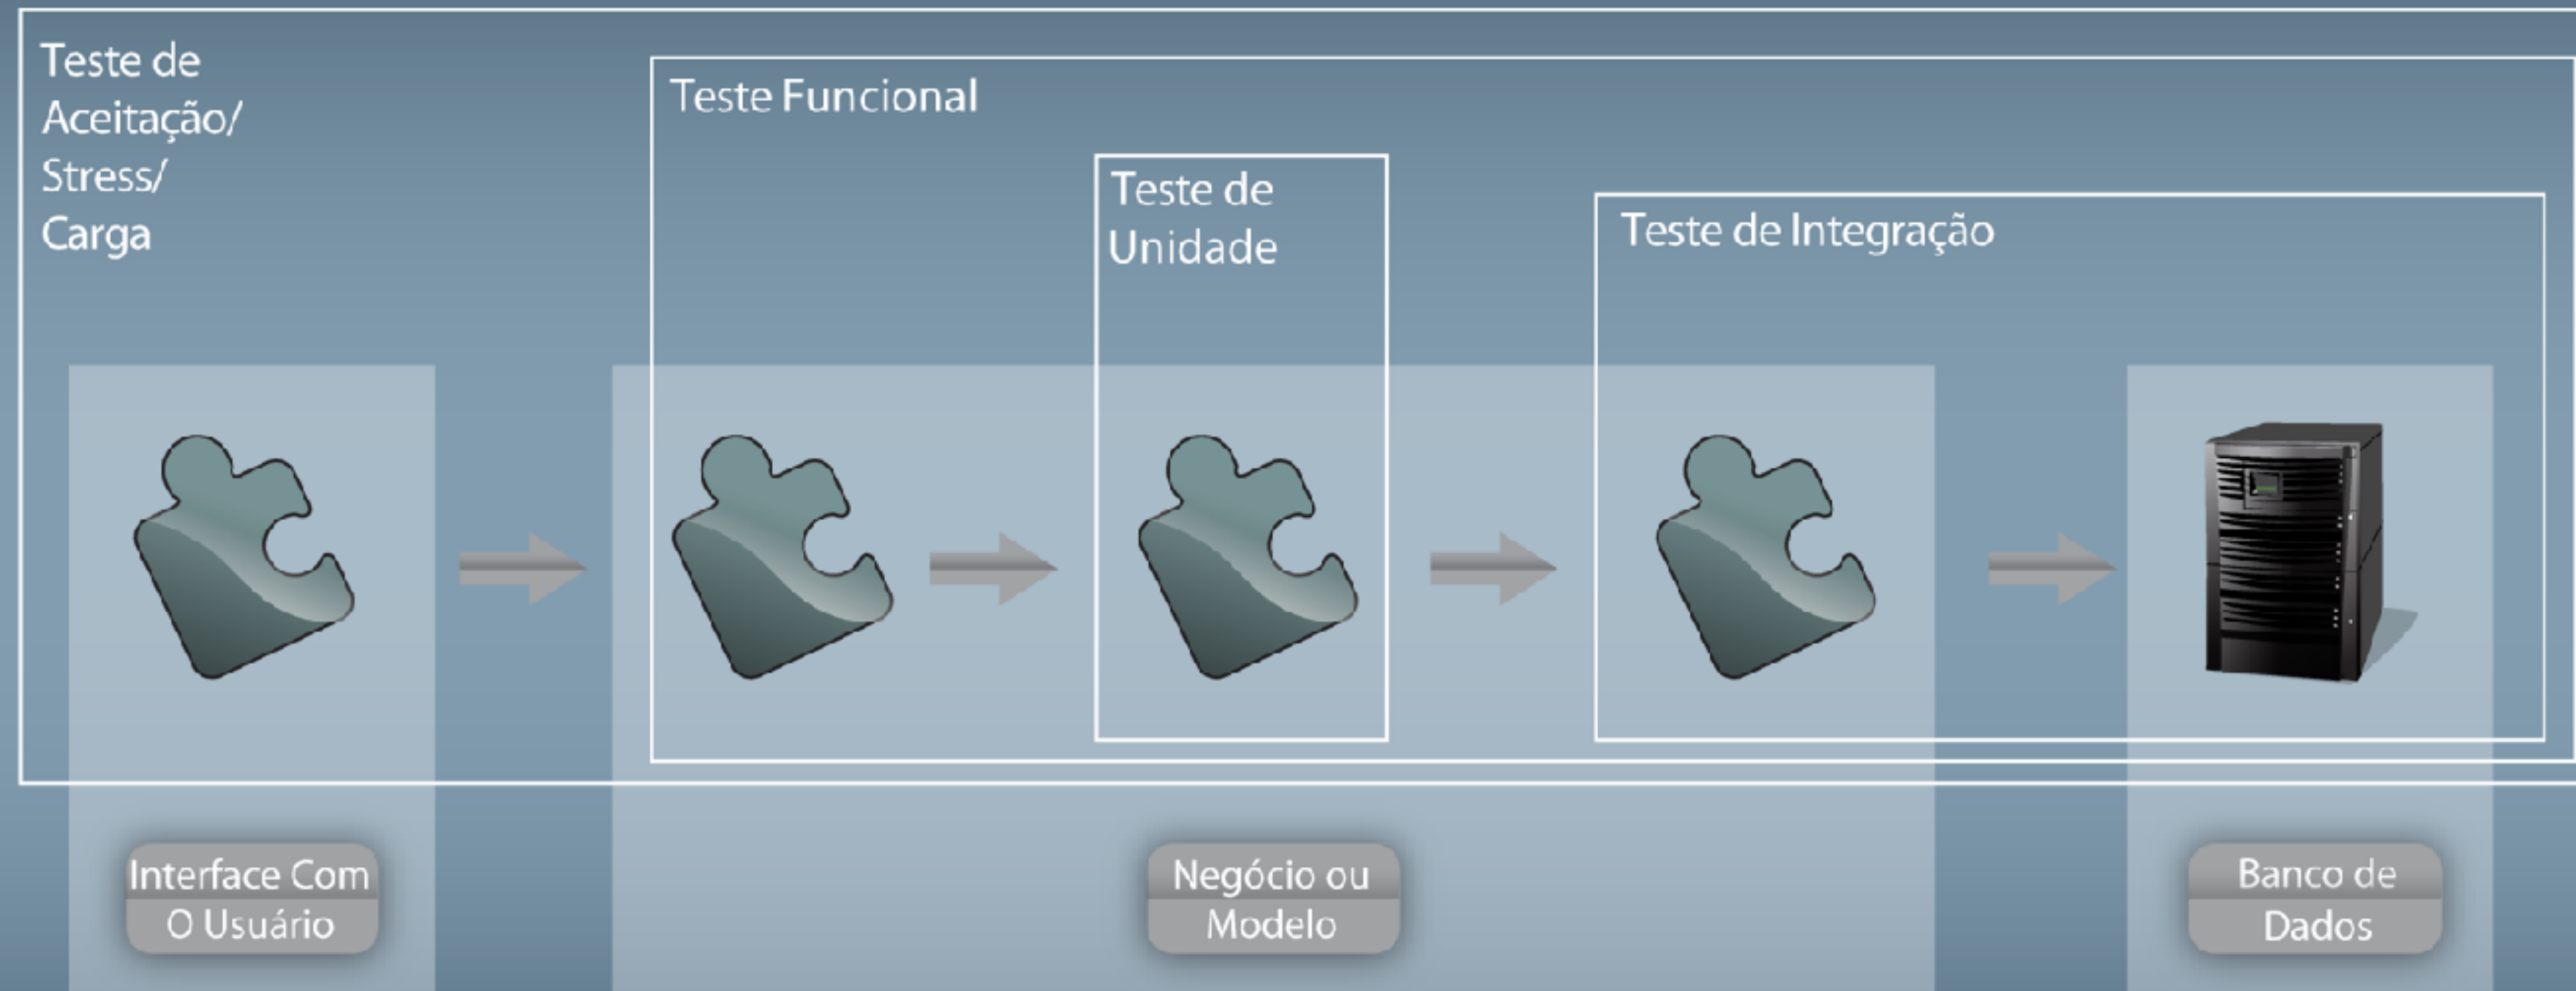 Teste de
Aceitação/
Stress/
Carga
Teste Funcional
Teste de
Unidade
Teste de Integração
Interface Com
O Usuário
Negócio ou
Modelo
Banco de
Dados